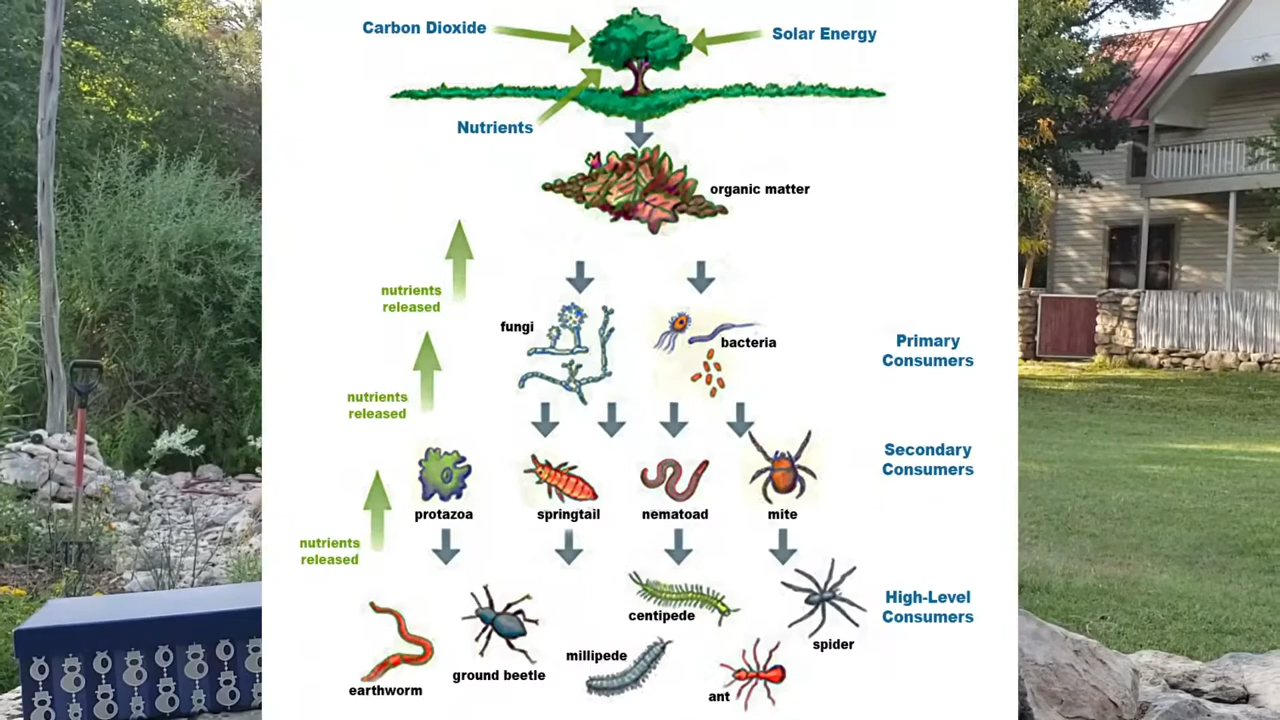 Carbon Dioxide
Solar Energy
Nutrients
organic matter
nutrients
released
fungi
bacteria
Primary
Consumers
nutrients
released
Secondary
Consumers
protazoa
springtail
nematoad
mite
nutrients
released
High-Level
Consumers
centipede
spider
millipede
ground beetle
earthworm
ant